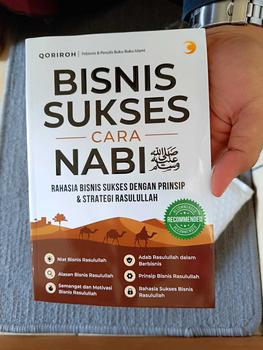 QORIROH | Pebisnis & Penulis Buku-Buku Islami
BISNIS
SUKSES
CARA
NABI ﷺ
RAHASIA BISNIS SUKSES DENGAN PRINSIP
& STRATEGI RASULULLAH
RECOMMENDED
Niat Bisnis Rasulullah
Alasan Bisnis Rasulullah
Semangat dan Motivasi
Bisnis Rasulullah
Adab Rasulullah dalam
Berbisnis
Prinsip Bisnis Rasulullah
Rahasia Sukses Bisnis
Rasulullah